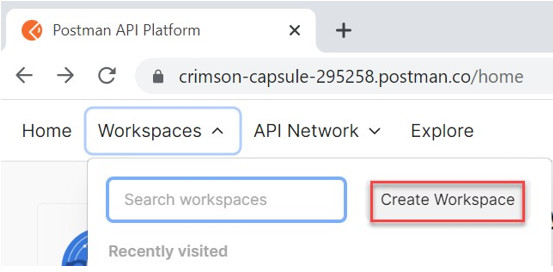 Postman API Platform
crimson-capsule-295258.postman.co/home
Home Workspaces API Network Explore
Search workspaces Create Workspace
Recently visited